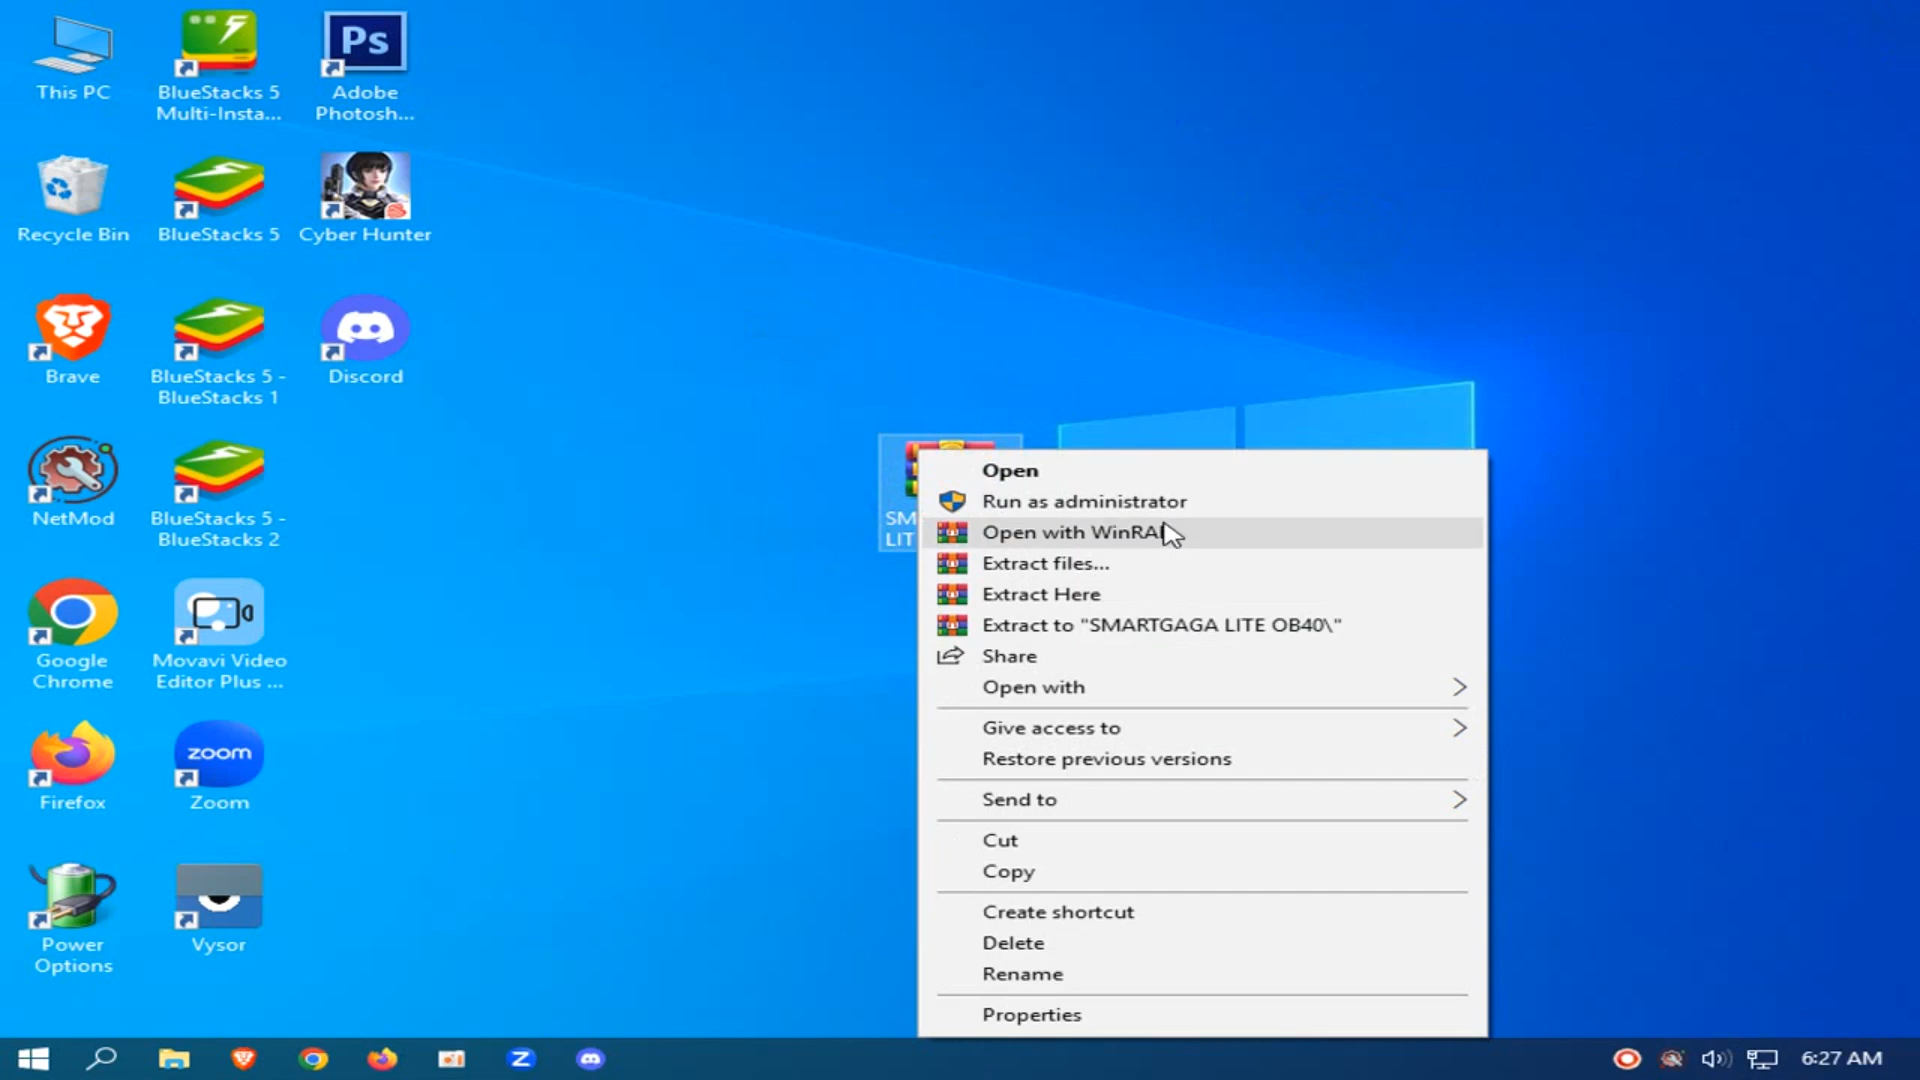 This PC
BlueStacks 5
Multi-Insta...
Ps
Adobe
Photosh...
Recycle Bin
BlueStacks 5
Cyber Hunter
Brave
BlueStacks 5 -
BlueStacks 1
Discord
NetMod
BlueStacks 5 -
BlueStacks 2
Google
Chrome
Movavi Video
Editor Plus ...
Firefox
zoom
Zoom
Power
Options
Vysor
SM
LIT
Open
Run as administrator
Open with WinRA
Extract files...
Extract Here
Extract to "SMARTGAGA LITE OB40\"
Share
Open with
Give access to
Restore previous versions
Send to
Cut
Copy
Create shortcut
Delete
Rename
Properties
Z
6:27 AM